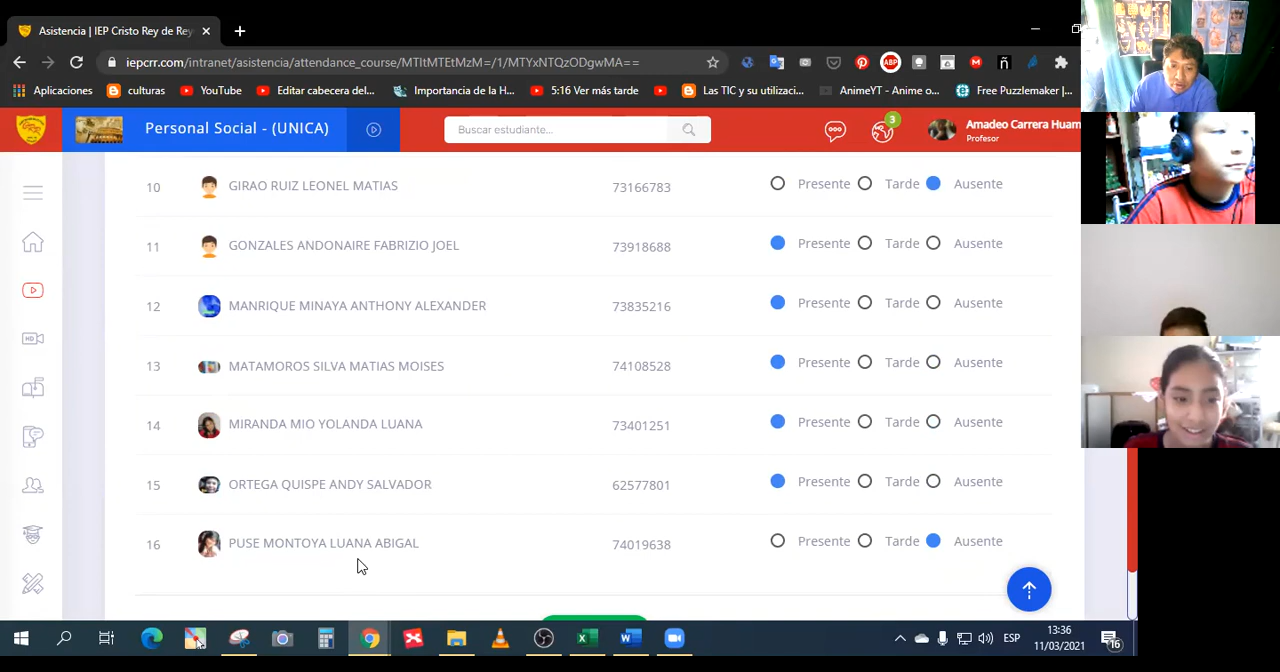 Asistencia | IEP Cristo Rey de Rey
iepcrr.com/intranet/asistencia/attendance_course/MTItMTEtMzM=/1/MTYxNTQzODgwMA==
ABP
ñ
Aplicaciones culturas YouTube Editar cabecera del... Importancia de la H... 5:16 Ver más tarde Las TIC y su utilizaci... AnimeYT - Anime o... Free Puzzlemaker |...
Personal Social - (UNICA)
Buscar estudiante...
3
Amadeo Carrera Huam
Profesor
10 GIRAO RUIZ LEONEL MATIAS 73166783 Presente Tarde Ausente
11 GONZALES ANDONAIRE FABRIZIO JOEL 73918688 Presente Tarde Ausente
12 MANRIQUE MINAYA ANTHONY ALEXANDER 73835216 Presente Tarde Ausente
13 MATAMOROS SILVA MATIAS MOISES 74108528 Presente Tarde Ausente
14 MIRANDA MIO YOLANDA LUANA 73401251 Presente Tarde Ausente
15 ORTEGA QUISPE ANDY SALVADOR 62577801 Presente Tarde Ausente
16 PUSE MONTOYA LUANA ABIGAL 74019638 Presente Tarde Ausente
HD
ESP
13:36
11/03/2021
16